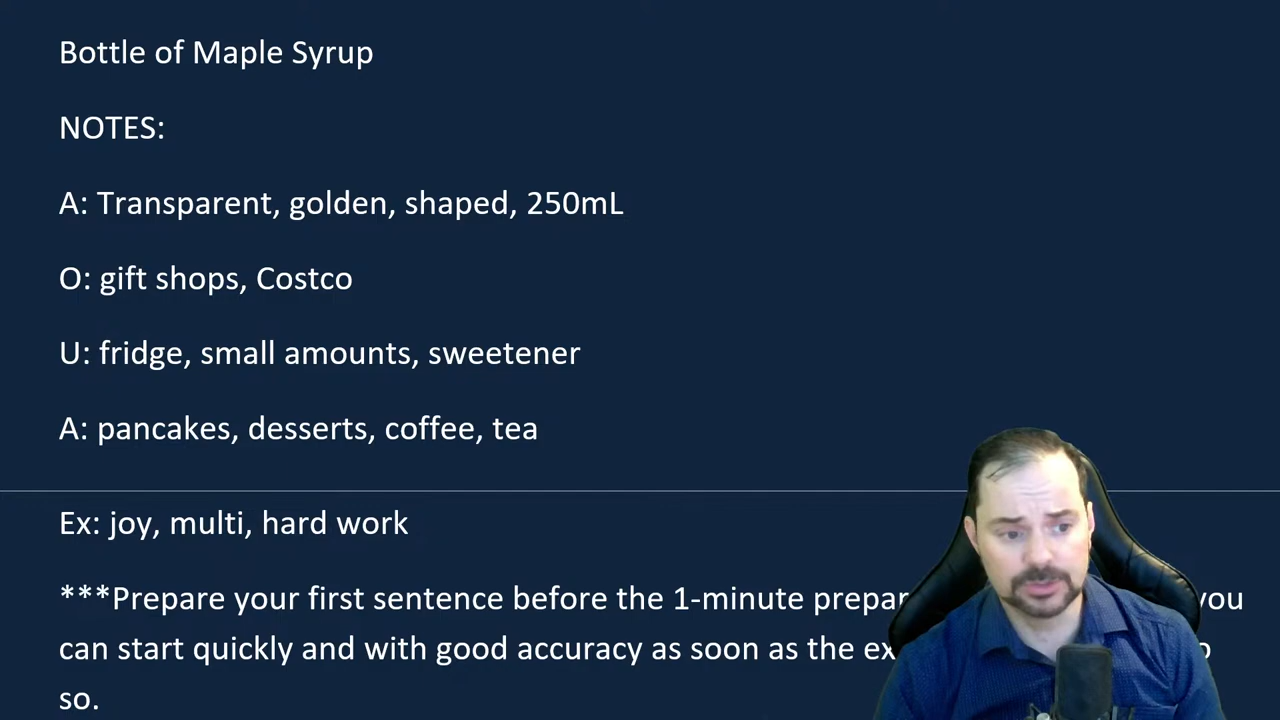 Bottle of Maple Syrup
NOTES:
A: Transparent, golden, shaped, 250mL
O: gift shops, Costco
U: fridge, small amounts, sweetener
A: pancakes, desserts, coffee, tea
Ex: joy, multi, hard work
***Prepare your first sentence before the 1-minute you
can start quickly and with good accuracy as soon as the
so.